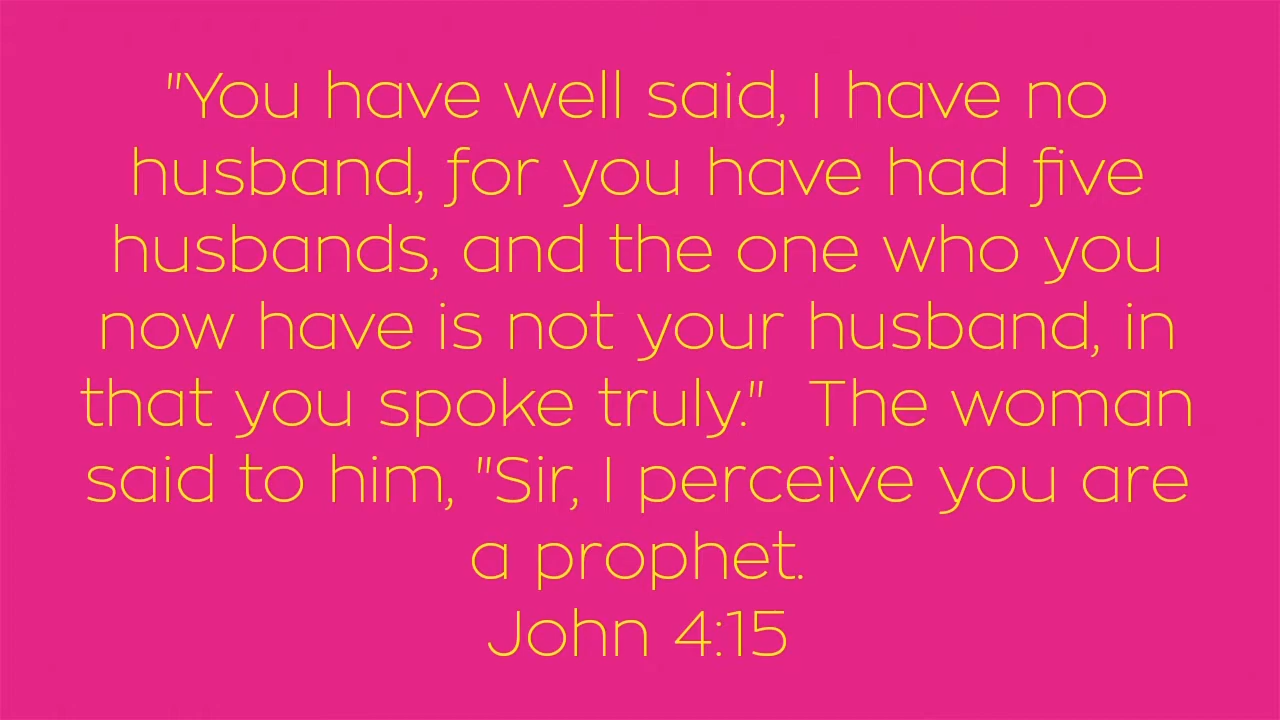 "You have well said, I have no
husband, for you have had five
husbands, and the one who you
now have is not your husband, in
that you spoke truly."  The woman
said to him, "Sir, I perceive you are
a prophet.
John 4:15